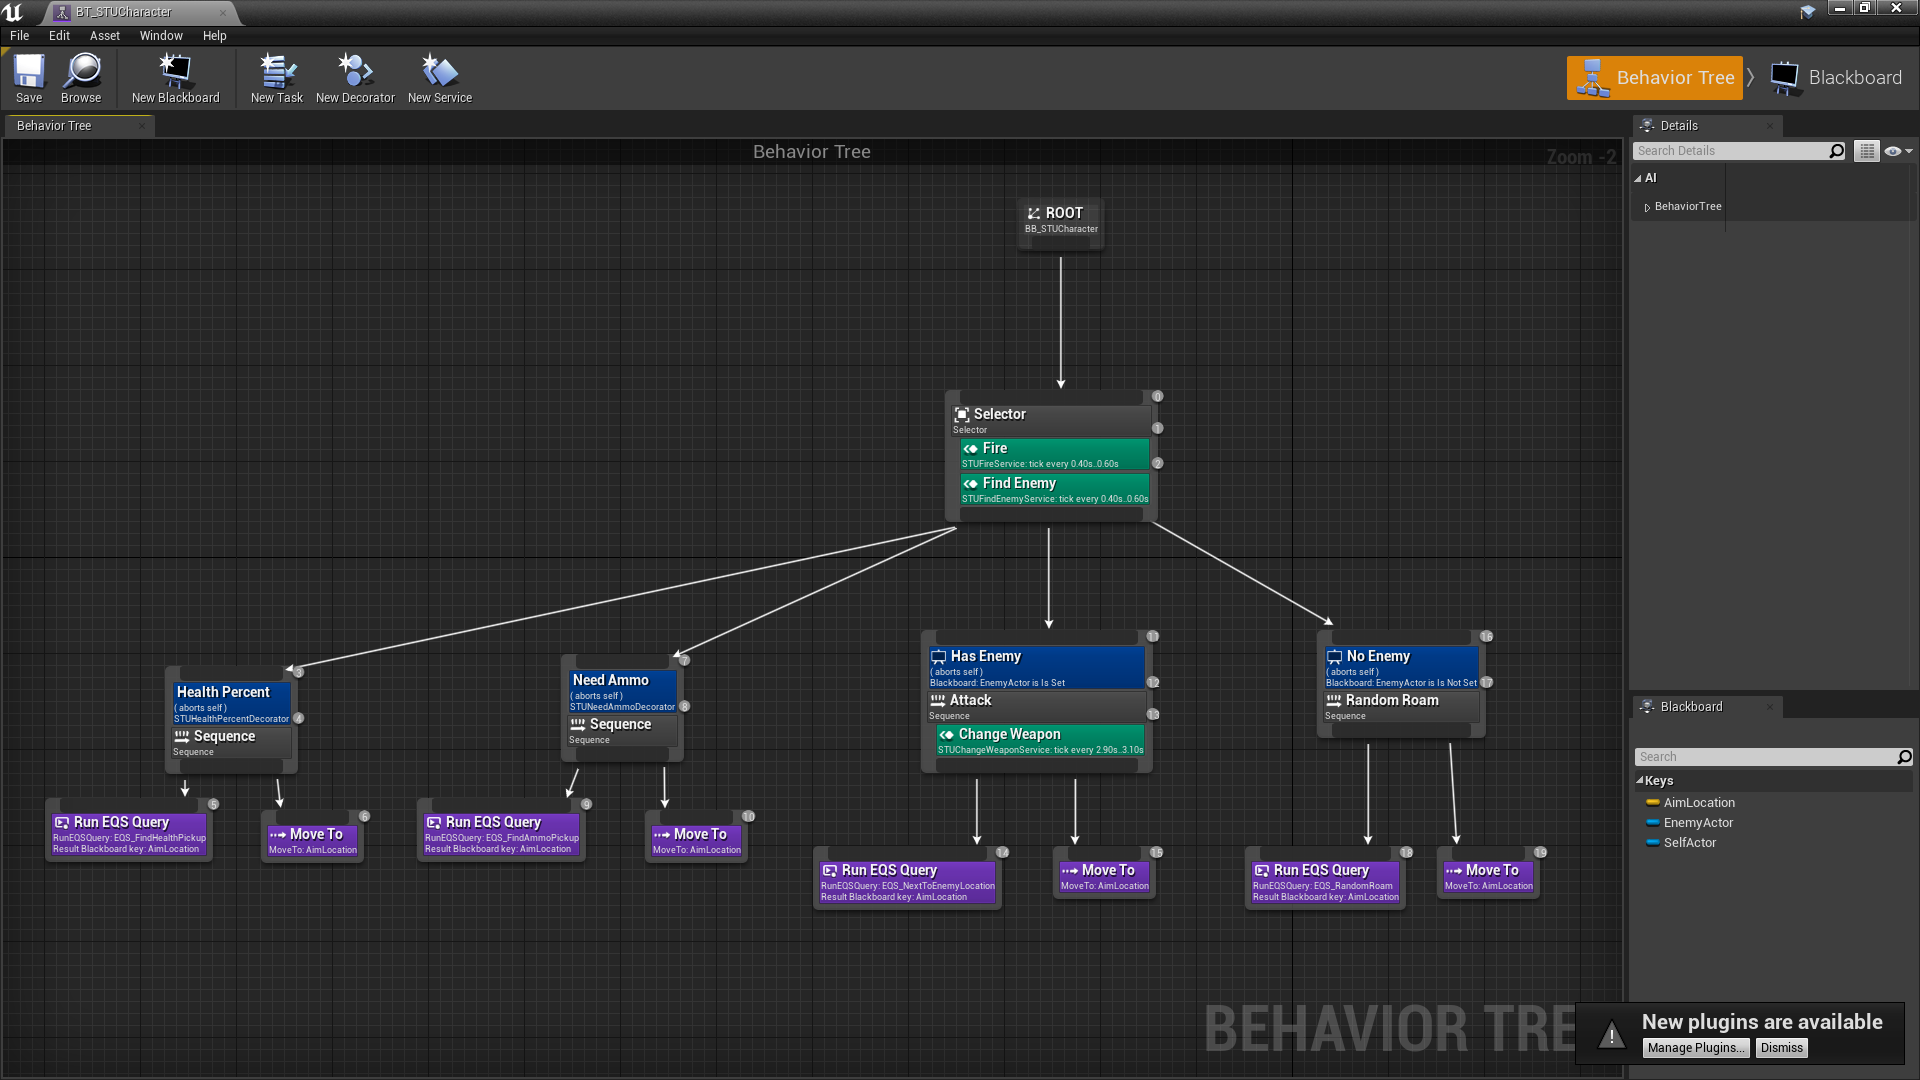 BT_STUCharacter
File Edit Asset Window Help
Save Browse New Blackboard New Task New Decorator New Service
Behavior Tree Blackboard
Behavior Tree
Behavior Tree
Zoom -2
ROOT
BB_STUCharacter
0
Selector
Selector
1
Fire
STUFireService: tick every 0.40s..0.60s
2
Find Enemy
STUFindEnemyService: tick every 0.40s..0.60s
3
Health Percent
( aborts self )
STUHealthPercentDecorator
4
Sequence
Sequence
5
Run EQS Query
RunEQSQuery: EQS_FindHealthPickup
Result Blackboard key: AimLocation
6
Move To
MoveTo: AimLocation
7
Need Ammo
( aborts self )
STUNeedAmmoDecorator
8
Sequence
Sequence
9
Run EQS Query
RunEQSQuery: EQS_FindAmmoPickup
Result Blackboard key: AimLocation
10
Move To
MoveTo: AimLocation
11
Has Enemy
( aborts self )
Blackboard: EnemyActor is Is Set
12
Attack
Sequence
13
Change Weapon
STUChangeWeaponService: tick every 2.90s..3.10s
14
Run EQS Query
RunEQSQuery: EQS_NextToEnemyLocation
Result Blackboard key: AimLocation
15
Move To
MoveTo: AimLocation
16
No Enemy
( aborts self )
Blackboard: EnemyActor is Is Not Set
17
Random Roam
Sequence
18
Run EQS Query
RunEQSQuery: EQS_RandomRoam
Result Blackboard key: AimLocation
19
Move To
MoveTo: AimLocation
BEHAVIOR TRE
Details
Search Details
AI
BehaviorTree
Blackboard
Search
Keys
AimLocation
EnemyActor
SelfActor
New plugins are available
Manage Plugins... Dismiss